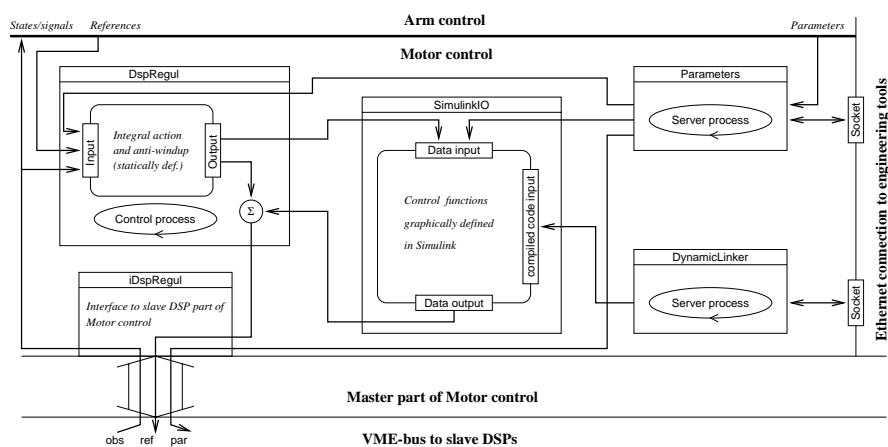 Arm control
States/signals
References
Parameters
Motor control
DspRegul
Parameters
SimulinkIO
Input
Integral action
and anti-windup
(statically def.)
Output
Server process
Socket
Data input
Control functions
graphically defined
in Simulink
compiled code input
Control process
Σ
Ethernet connection to engineering tools
DynamicLinker
iDspRegul
Interface to slave DSP part of
Motor control
Data output
Server process
Socket
Master part of Motor control
obs
ref
par
VME-bus to slave DSPs